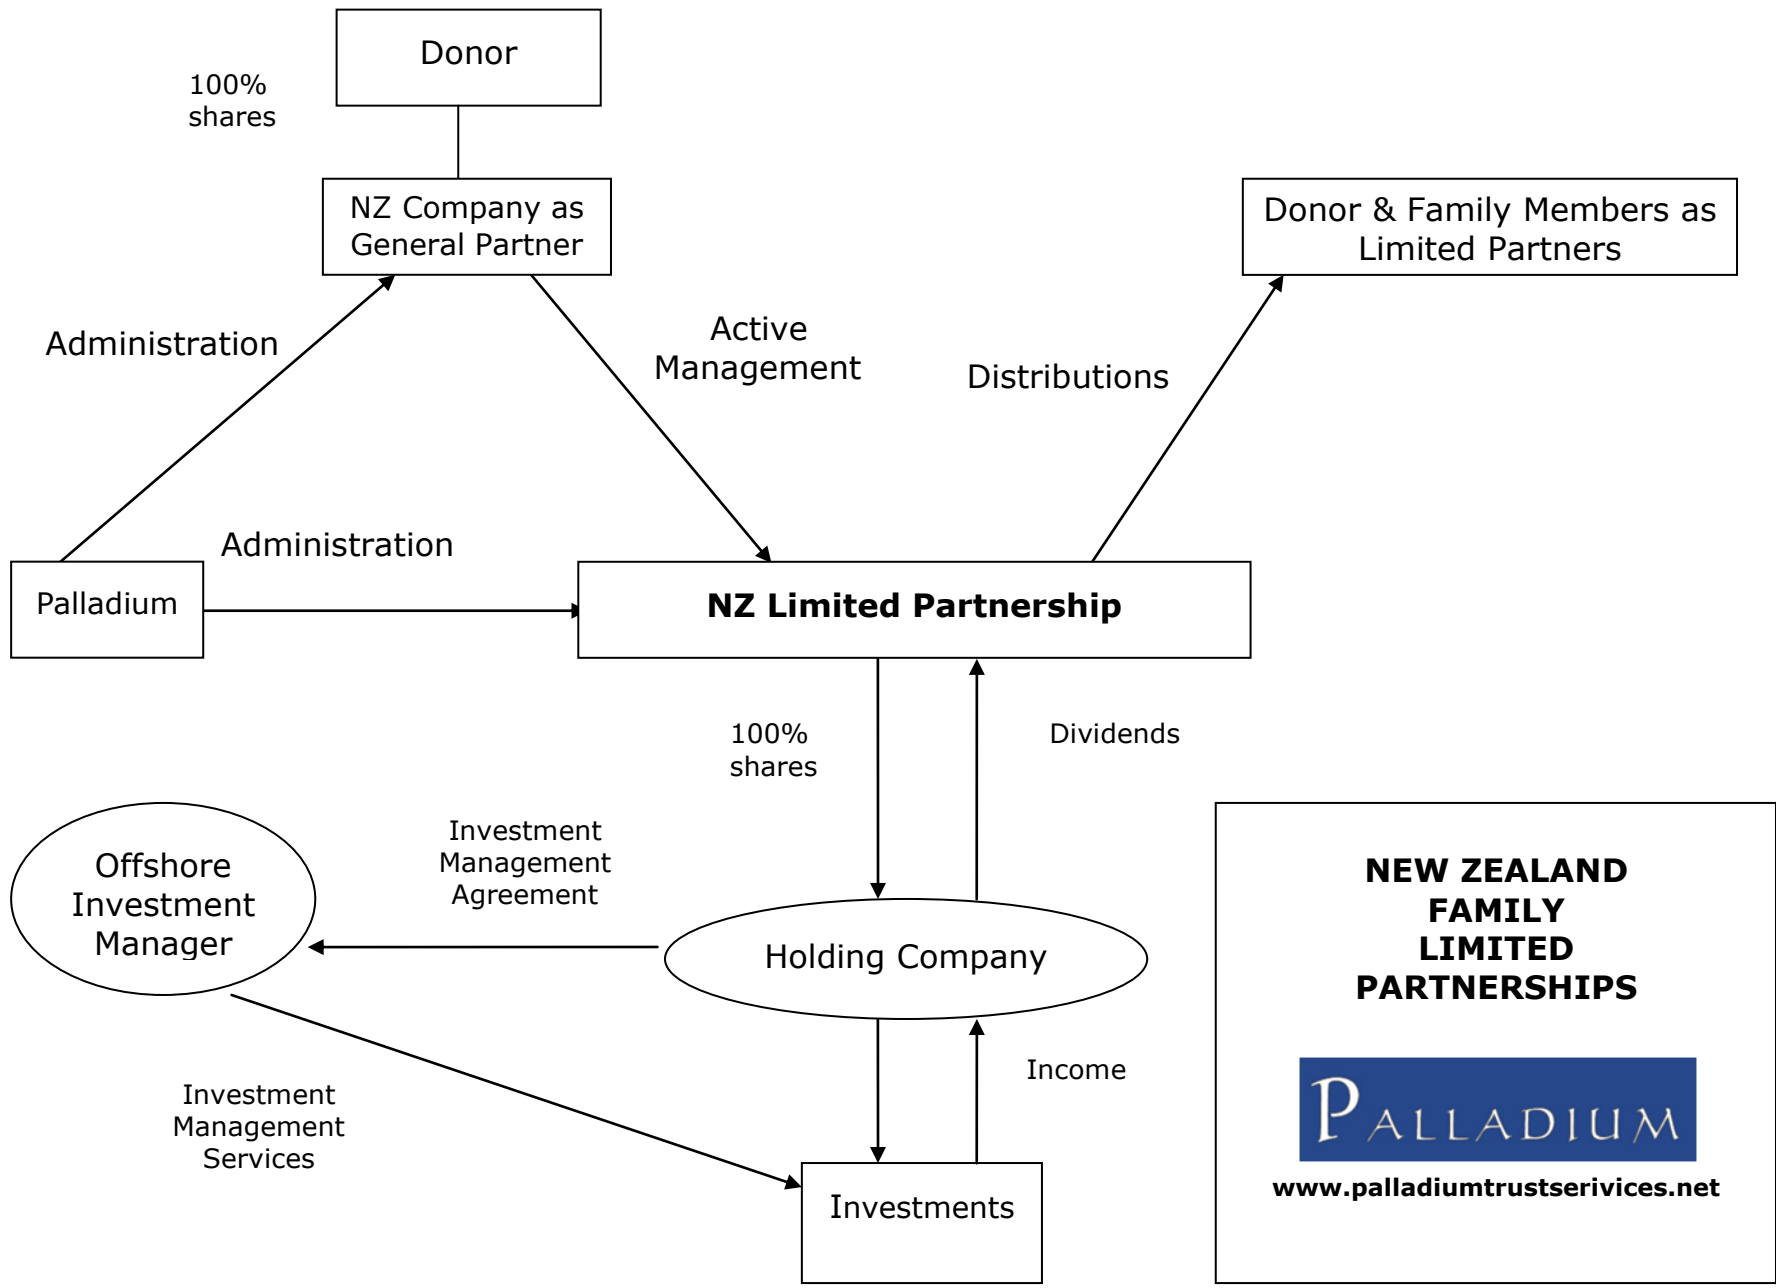 Donor
100%
shares
NZ Company as
General Partner
Donor & Family Members as
Limited Partners
Administration
Active
Management
Distributions
Administration
Palladium
NZ Limited Partnership
100%
shares
Dividends
Offshore
Investment
Manager
Investment
Management
Agreement
Holding Company
Income
Investment
Management
Services
Investments
NEW ZEALAND
FAMILY
LIMITED
PARTNERSHIPS
PALLADIUM
www.palladiumtrustserivices.net